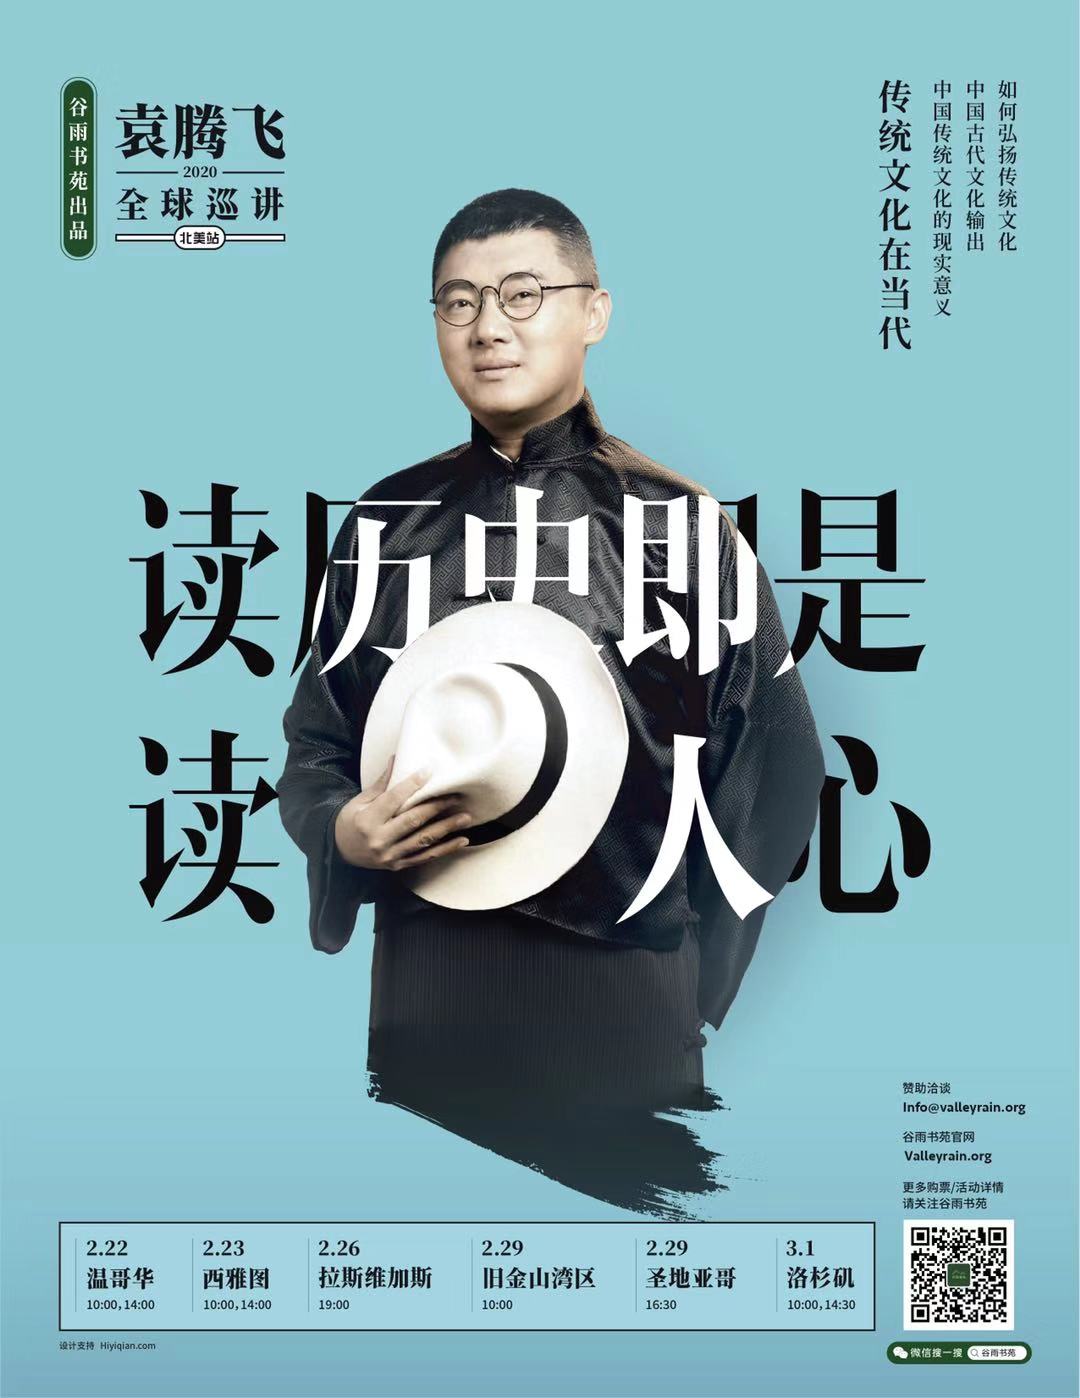 谷雨书苑出品
袁腾飞
2020
全球巡讲
北美站
如何弘扬传统文化
中国古代文化输出
中国传统文化的现实意义
传统文化在当代
读历史即是
读人心
赞助洽谈
Info@valleyrain.org
谷雨书苑官网
Valleyrain.org
更多购票/活动详情
请关注谷雨书苑
2.22
温哥华
10:00,14:00
2.23
西雅图
10:00,14:00
2.26
拉斯维加斯
19:00
2.29
旧金山湾区
10:00
2.29
圣地亚哥
16:30
3.1
洛杉矶
10:00,14:30
设计支持 Hiyiqian.com
微信搜一搜 谷雨书苑